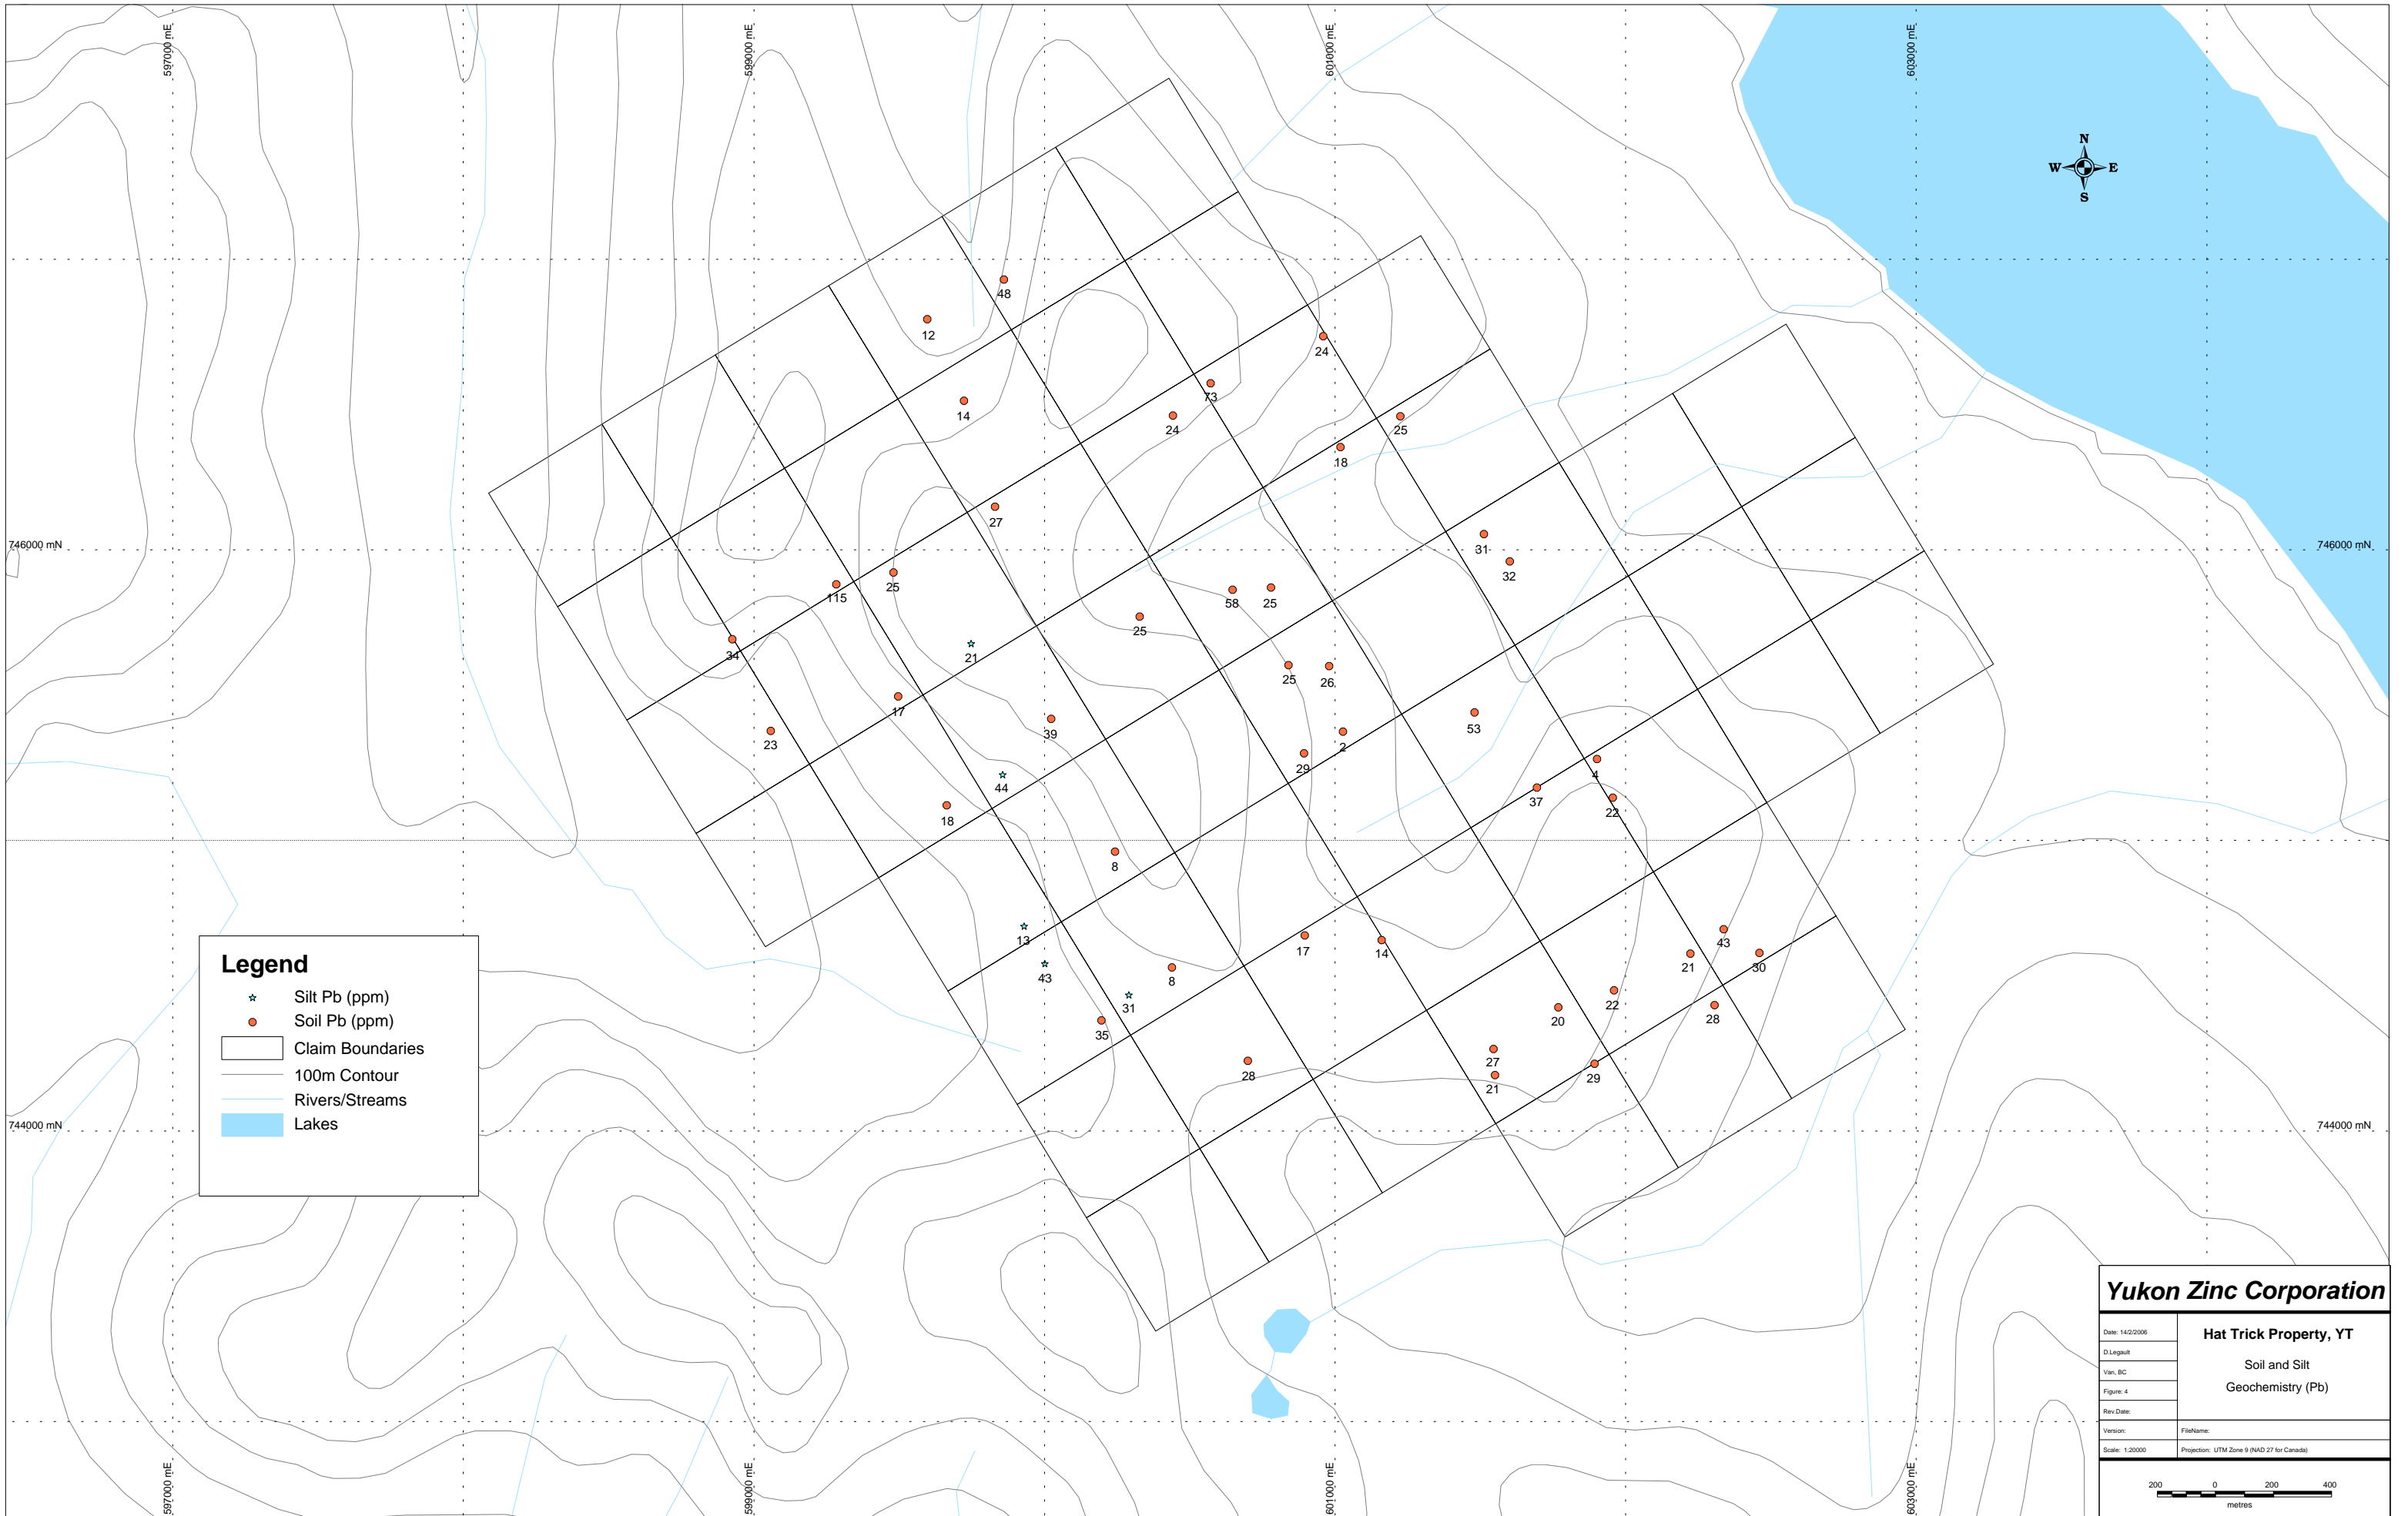 597000 mE
599000 mE
601000 mE
603000 mE
N
W E
S
48
12
24
73
14
24
25
18
27
31
32
115
25
58
25
25
34
21
25
26
17
39
53
23
2
29
4
44
37
22
18
8
13
17
14
43
43
8
21
30
31
22
35
20
28
27
28
21
29
746000 mN
746000 mN
744000 mN
744000 mN
Legend
Silt Pb (ppm)
Soil Pb (ppm)
Claim Boundaries
100m Contour
Rivers/Streams
Lakes
597000 mE
599000 mE
601000 mE
603000 mE
Yukon Zinc Corporation
Date: 14/2/2006
D.Legault
Van, BC
Figure: 4
Rev.Date:
Version:
Scale: 1:20000
Hat Trick Property, YT
Soil and Silt
Geochemistry (Pb)
FileName:
Projection: UTM Zone 9 (NAD 27 for Canada)
200 0 200 400
metres